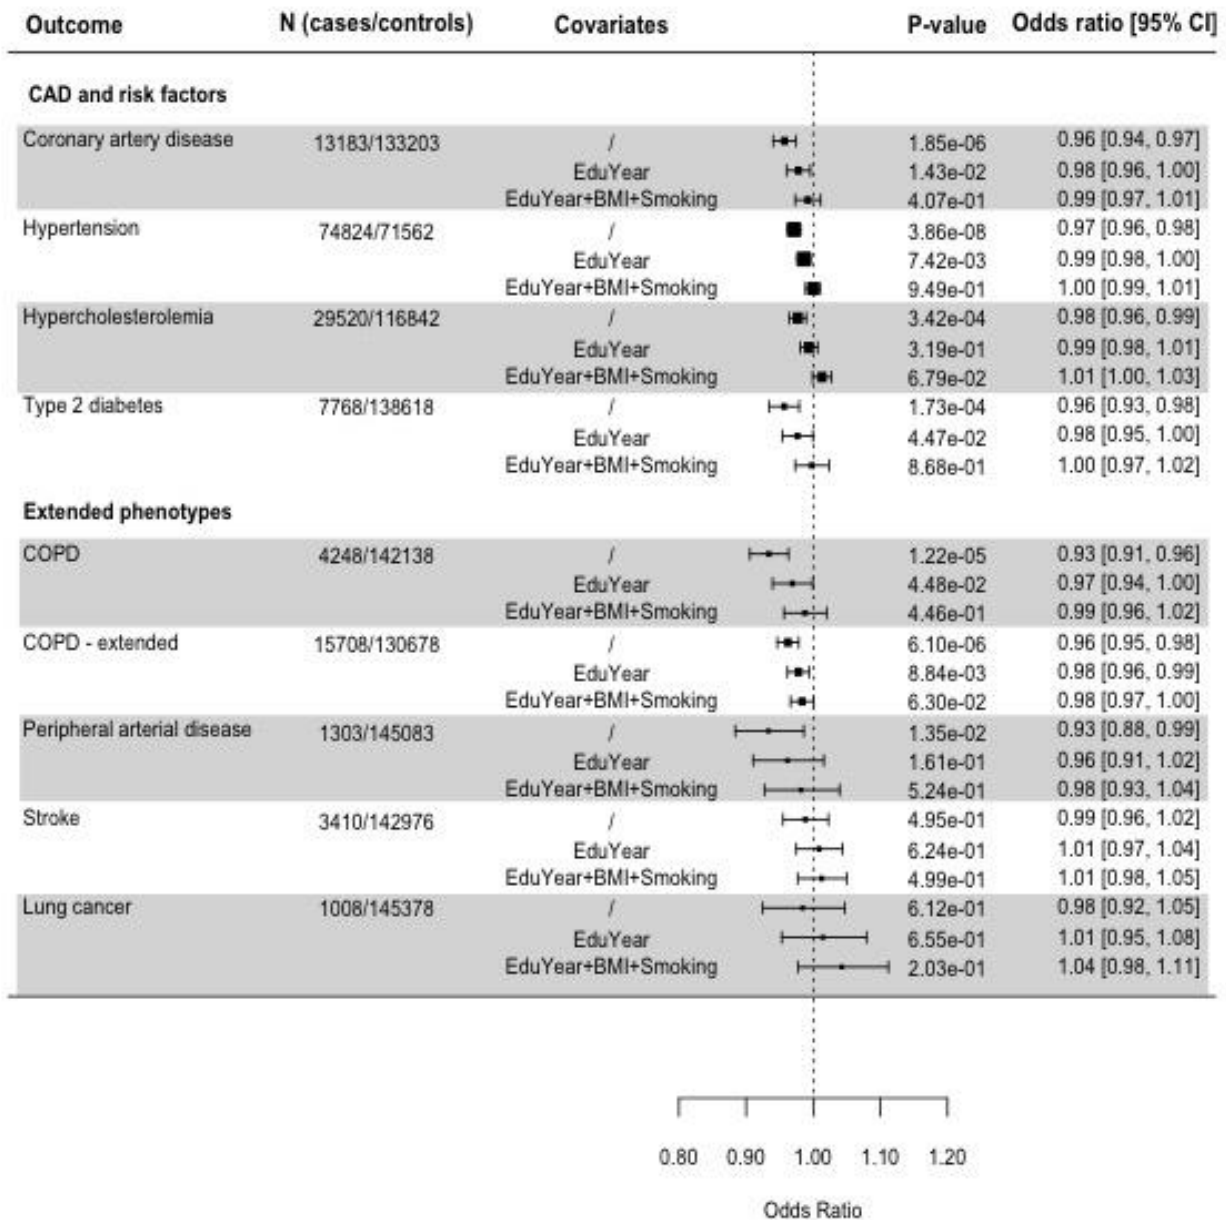 Outcome N (cases/controls) Covariates P-value Odds ratio [95% CI]
CAD and risk factors
Coronary artery disease 13183/133203 / 1.85e-06 0.96 [0.94, 0.97]
EduYear 1.43e-02 0.98 [0.96, 1.00]
EduYear+BMI+Smoking 4.07e-01 0.99 [0.97, 1.01]
Hypertension 74824/71562 / 3.86e-08 0.97 [0.96, 0.98]
EduYear 7.42e-03 0.99 [0.98, 1.00]
EduYear+BMI+Smoking 9.49e-01 1.00 [0.99, 1.01]
Hypercholesterolemia 29520/116842 / 3.42e-04 0.98 [0.96, 0.99]
EduYear 3.19e-01 0.99 [0.98, 1.01]
EduYear+BMI+Smoking 6.79e-02 1.01 [1.00, 1.03]
Type 2 diabetes 7768/138618 / 1.73e-04 0.96 [0.93, 0.98]
EduYear 4.47e-02 0.98 [0.95, 1.00]
EduYear+BMI+Smoking 8.68e-01 1.00 [0.97, 1.02]
Extended phenotypes
COPD 4248/142138 / 1.22e-05 0.93 [0.91, 0.96]
EduYear 4.48e-02 0.97 [0.94, 1.00]
EduYear+BMI+Smoking 4.46e-01 0.99 [0.96, 1.02]
COPD - extended 15708/130678 / 6.10e-06 0.96 [0.95, 0.98]
EduYear 8.84e-03 0.98 [0.96, 0.99]
EduYear+BMI+Smoking 6.30e-02 0.98 [0.97, 1.00]
Peripheral arterial disease 1303/145083 / 1.35e-02 0.93 [0.88, 0.99]
EduYear 1.61e-01 0.96 [0.91, 1.02]
EduYear+BMI+Smoking 5.24e-01 0.98 [0.93, 1.04]
Stroke 3410/142976 / 4.95e-01 0.99 [0.96, 1.02]
EduYear 6.24e-01 1.01 [0.97, 1.04]
EduYear+BMI+Smoking 4.99e-01 1.01 [0.98, 1.05]
Lung cancer 1008/145378 / 6.12e-01 0.98 [0.92, 1.05]
EduYear 6.55e-01 1.01 [0.95, 1.08]
EduYear+BMI+Smoking 2.03e-01 1.04 [0.98, 1.11]
0.80 0.90 1.00 1.10 1.20
Odds Ratio